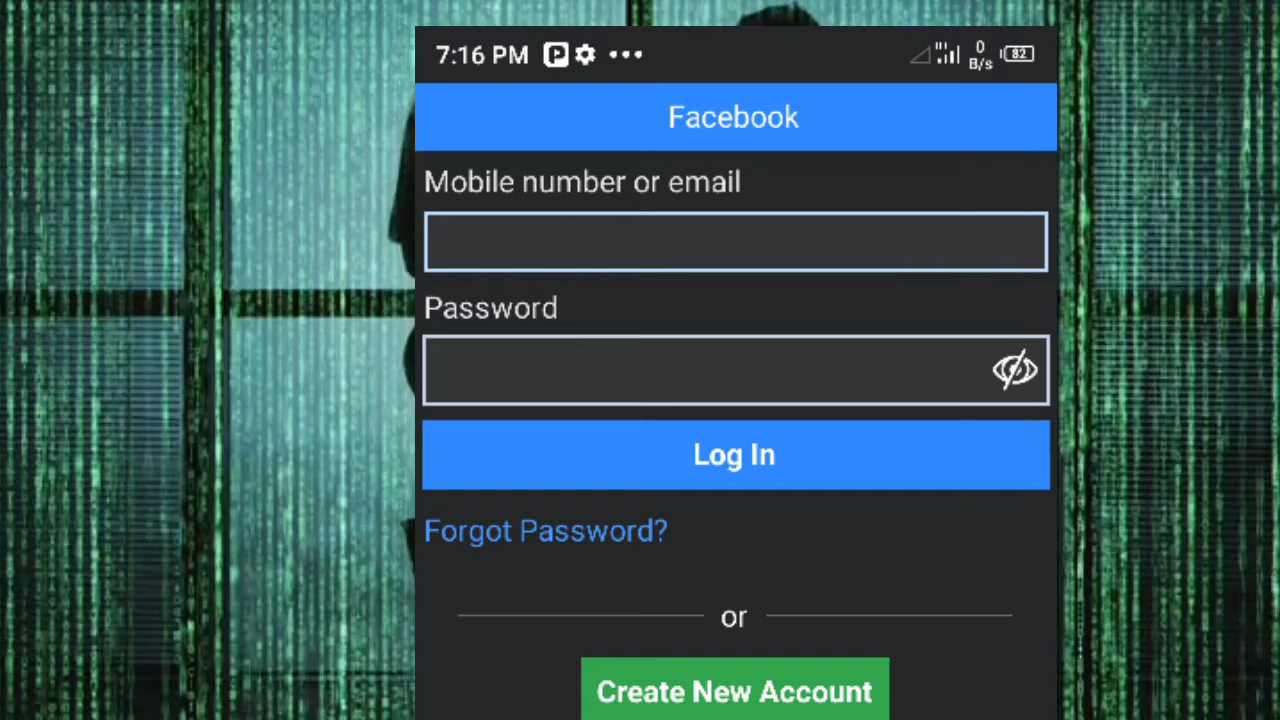 7:16 PM P 0 B/s 82
Facebook
Mobile number or email
Password
Log In
Forgot Password?
or
Create New Account